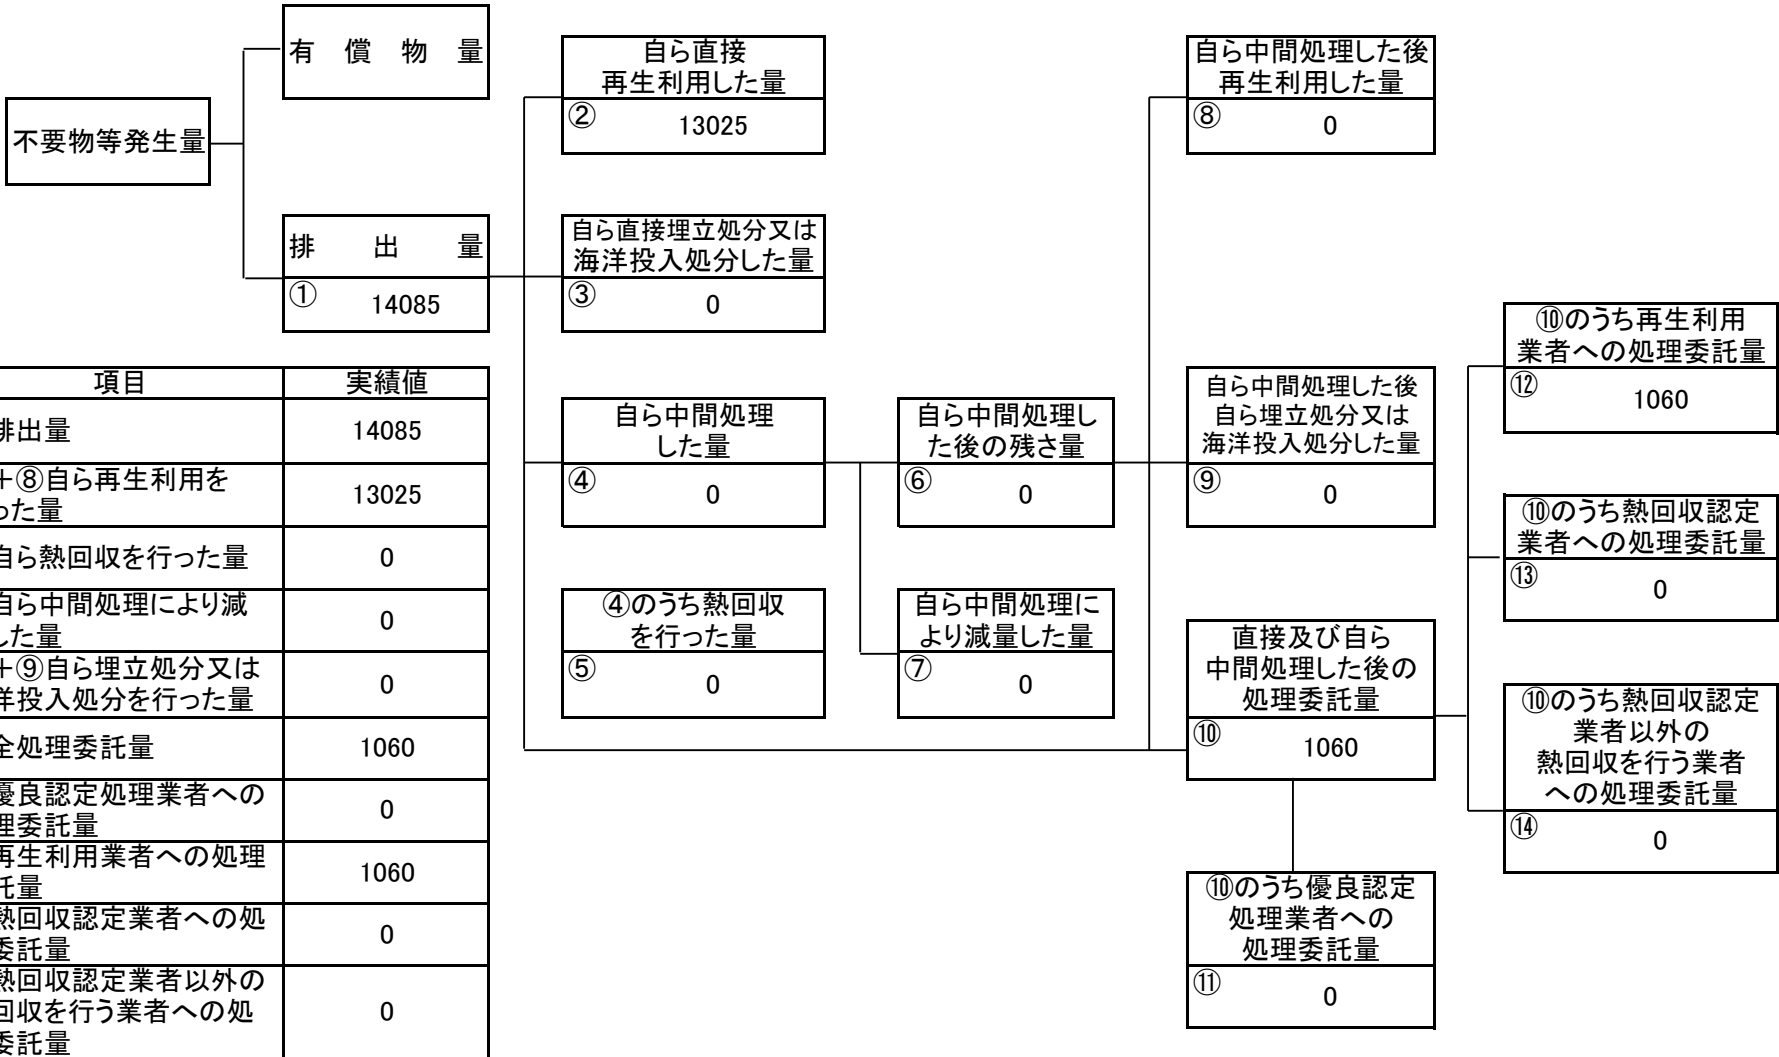 有償物量
不要物等発生量
排出量
①
14085
自ら直接
再生利用した量
②
13025
自ら直接埋立処分又は
海洋投入処分した量
③
0
自ら中間処理
した量
④
0
④のうち熱回収
を行った量
⑤
0
自ら中間処理し
た後の残さ量
⑥
0
自ら中間処理に
より減量した量
⑦
0
自ら中間処理した後
再生利用した量
⑧
0
自ら中間処理した後
自ら埋立処分又は
海洋投入処分した量
⑨
0
直接及び自ら
中間処理した後の
処理委託量
⑩
1060
⑩のうち優良認定
処理業者への
処理委託量
⑪
0
⑩のうち再生利用
業者への処理委託量
⑫
1060
⑩のうち熱回収認定
業者への処理委託量
⑬
0
⑩のうち熱回収認定
業者以外の
熱回収を行う業者
への処理委託量
⑭
0
項目 実績値
排出量 14085
+⑧自ら再生利用を
った量
13025
自ら熱回収を行った量 0
自ら中間処理により減
した量
0
+⑨自ら埋立処分又は
洋投入処分を行った量
0
全処理委託量 1060
優良認定処理業者への
理委託量
0
再生利用業者への処理
託量
1060
熱回収認定業者への処
委託量
0
熱回収認定業者以外の
回収を行う業者への処
委託量
0